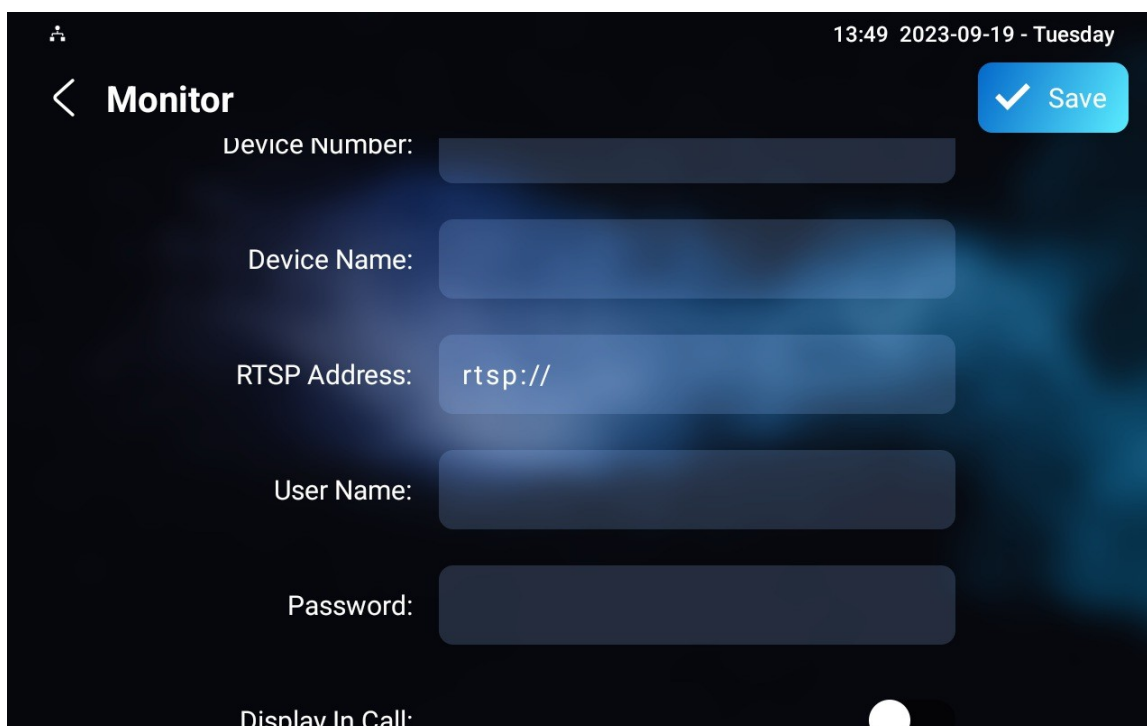 13:49 2023-09-19 - Tuesday
Monitor
Save
Device Number:
Device Name:
RTSP Address: rtsp://
User Name:
Password:
Display In Call: